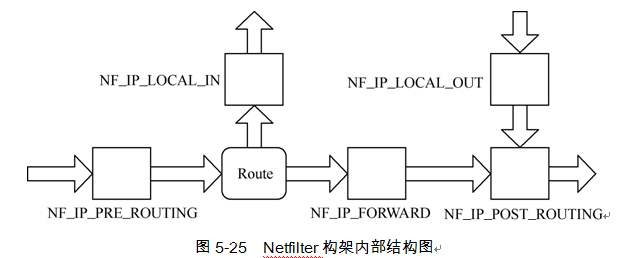 NF_IP_LOCAL_IN
NF_IP_LOCAL_OUT
Route
NF_IP_PRE_ROUTING
NF_IP_FORWARD
NF_IP_POST_ROUTING
图 5-25 Netfilter 构架内部结构图